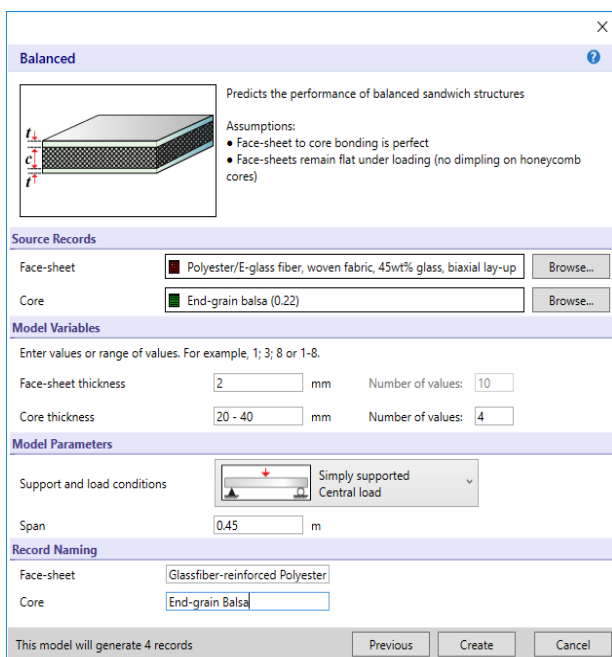 Balanced
?
t
c
t
Predicts the performance of balanced sandwich structures
Assumptions:
● Face-sheet to core bonding is perfect
● Face-sheets remain flat under loading (no dimpling on honeycomb
cores)
Source Records
Face-sheet Polyester/E-glass fiber, woven fabric, 45wt% glass, biaxial lay-up Browse...
Core End-grain balsa (0.22) Browse...
Model Variables
Enter values or range of values. For example, 1; 3; 8 or 1-8.
Face-sheet thickness 2 mm Number of values: 10
Core thickness 20 - 40 mm Number of values: 4
Model Parameters
Support and load conditions Simply supported
Central load
Span 0.45 m
Record Naming
Face-sheet Glassfiber-reinforced Polyester
Core End-grain Balsa
This model will generate 4 records Previous Create Cancel